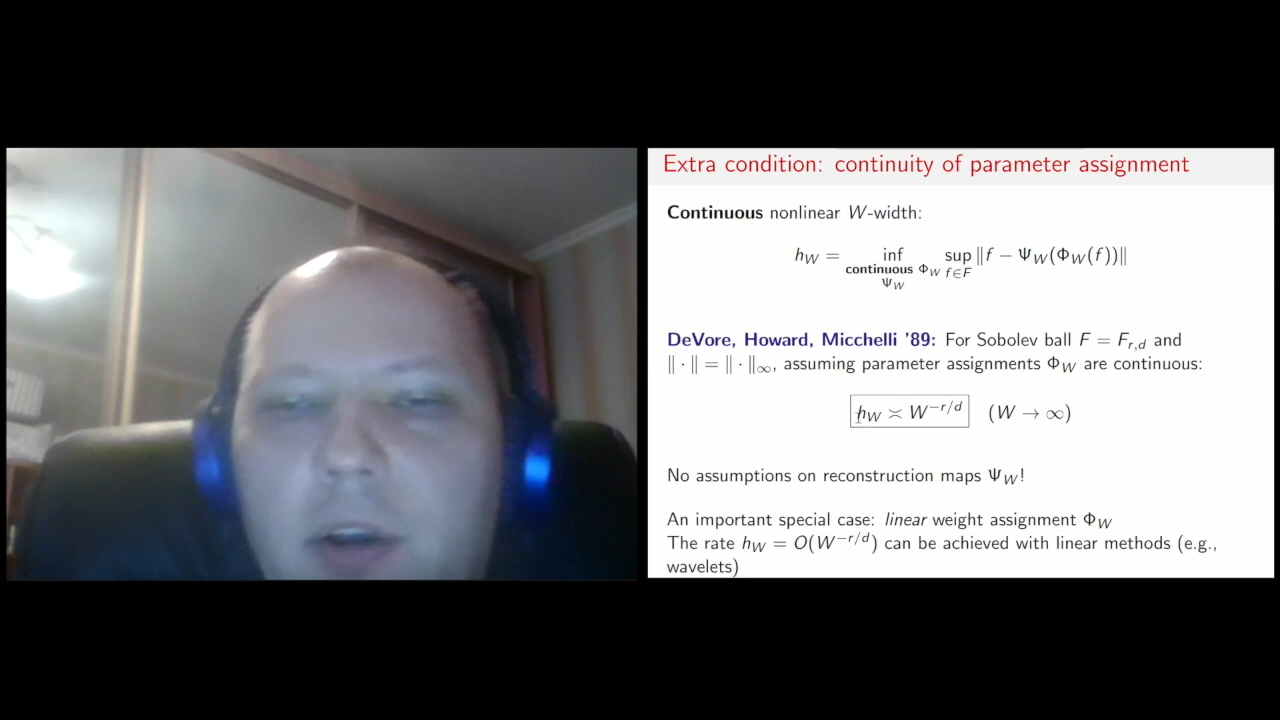 Extra condition: continuity of parameter assignment
Continuous nonlinear W-width:
h_W = inf sup ‖f − Ψ_W(Φ_W(f))‖
continuous Φ_W f∈F
Ψ_W
DeVore, Howard, Micchelli '89: For Sobolev ball F = F_{r,d} and
‖ · ‖ = ‖ · ‖_∞, assuming parameter assignments Φ_W are continuous:
h_W ≍ W^{−r/d} (W → ∞)
No assumptions on reconstruction maps Ψ_W!
An important special case: linear weight assignment Φ_W
The rate h_W = O(W^{−r/d}) can be achieved with linear methods (e.g.,
wavelets)